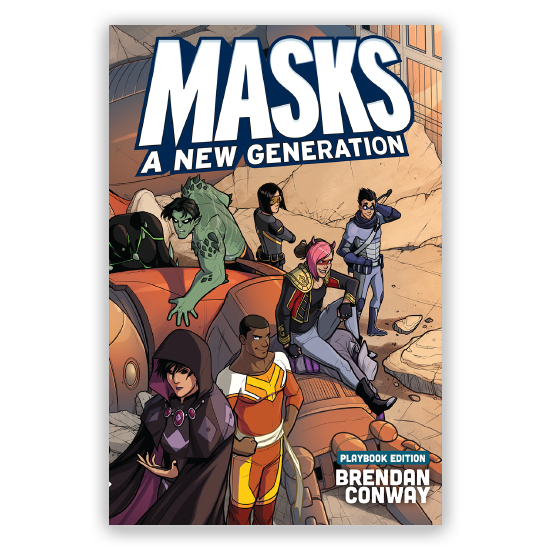 MASKS
A NEW GENERATION
PLAYBOOK EDITION
BRENDAN
CONWAY